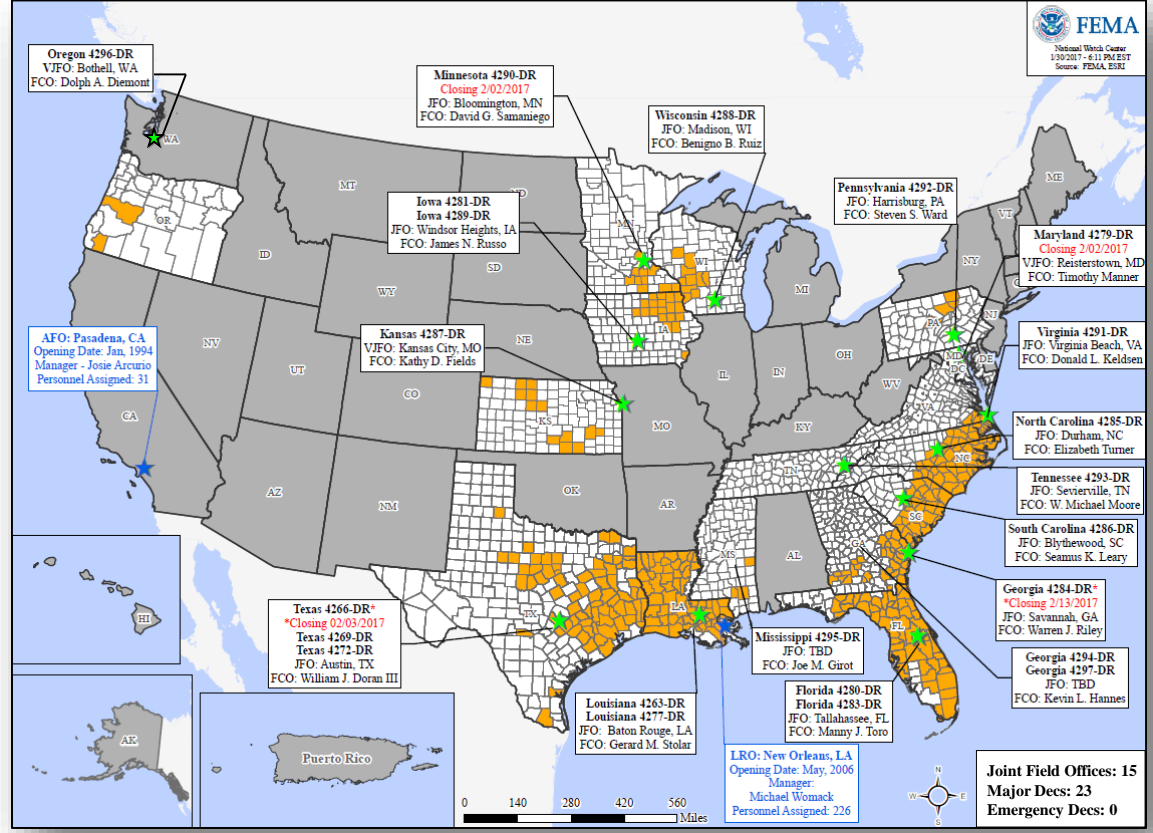 FEMA
National Watch Center
1/30/2017 - 6:11 PM EST
Source: FEMA, ESRI
Oregon 4296-DR
VJFO: Bothell, WA
FCO: Dolph A. Diemont
Minnesota 4290-DR
Closing 2/02/2017
JFO: Bloomington, MN
FCO: David G. Samaniego
Wisconsin 4288-DR
JFO: Madison, WI
FCO: Benigno B. Ruiz
Pennsylvania 4292-DR
JFO: Harrisburg, PA
FCO: Steven S. Ward
Iowa 4281-DR
Iowa 4289-DR
JFO: Windsor Heights, IA
FCO: James N. Russo
Maryland 4279-DR
Closing 2/02/2017
VJFO: Reisterstown, MD
FCO: Timothy Manner
Kansas 4287-DR
VJFO: Kansas City, MO
FCO: Kathy D. Fields
Virginia 4291-DR
JFO: Virginia Beach, VA
FCO: Donald L. Keldsen
AFO: Pasadena, CA
Opening Date: Jan, 1994
Manager - Josie Arcurio
Personnel Assigned: 31
North Carolina 4285-DR
JFO: Durham, NC
FCO: Elizabeth Turner
Tennessee 4293-DR
JFO: Sevierville, TN
FCO: W. Michael Moore
South Carolina 4286-DR
JFO: Blythewood, SC
FCO: Seamus K. Leary
Georgia 4284-DR*
*Closing 2/13/2017
JFO: Savannah, GA
FCO: Warren J. Riley
Texas 4266-DR*
*Closing 02/03/2017
Texas 4269-DR
Texas 4272-DR
JFO: Austin, TX
FCO: William J. Doran III
Mississippi 4295-DR
JFO: TBD
FCO: Joe M. Girot
Georgia 4294-DR
Georgia 4297-DR
JFO: TBD
FCO: Kevin L. Hannes
Florida 4280-DR
Florida 4283-DR
JFO: Tallahassee, FL
FCO: Manny J. Toro
Louisiana 4263-DR
Louisiana 4277-DR
JFO: Baton Rouge, LA
FCO: Gerard M. Stolar
LRO: New Orleans, LA
Opening Date: May, 2006
Manager:
Michael Womack
Personnel Assigned: 226
WA
MT
ND
ME
OR
ID
MN
VT
WI
NY
SD
WY
MI
IA
PA
NJ
NV
NE
OH
MD
DE
DC
UT
IL
IN
WV
CO
VA
CA
KS
MO
KY
NC
TN
AZ
NM
OK
AR
SC
MS
AL
GA
TX
LA
HI
FL
AK
Puerto Rico
0 140 280 420 560
Miles
N
W E
S
Joint Field Offices: 15
Major Decs: 23
Emergency Decs: 0